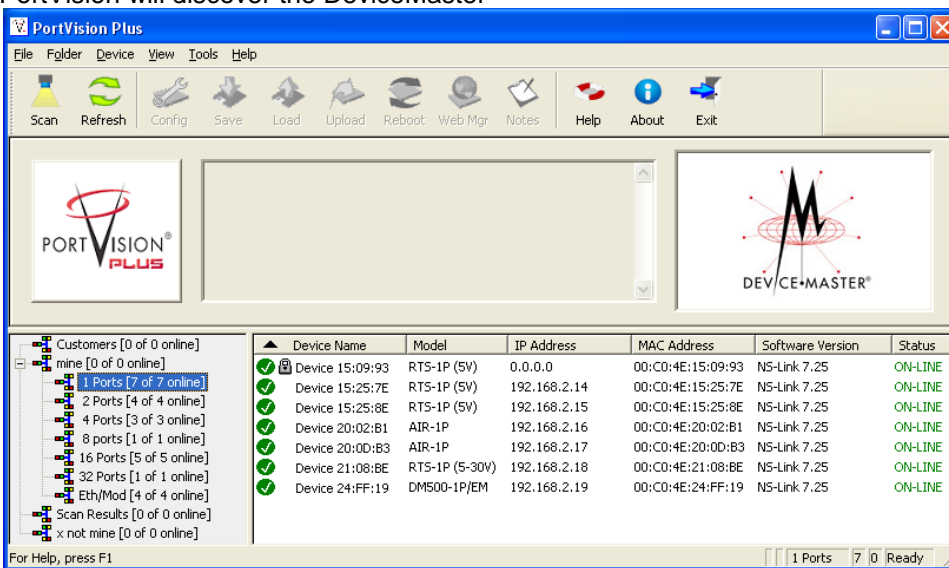 PortVision will discover the DeviceMaster
PortVision Plus
File Folder Device View Tools Help
Scan Refresh Config Save Load Upload Reboot Web Mgr Notes Help About Exit
PORTVISION®
PLUS
DEVICE•MASTER®
Customers [0 of 0 online]
mine [0 of 0 online]
1 Ports [7 of 7 online]
2 Ports [4 of 4 online]
4 Ports [3 of 3 online]
8 ports [1 of 1 online]
16 Ports [5 of 5 online]
32 Ports [1 of 1 online]
Eth/Mod [4 of 4 online]
Scan Results [0 of 0 online]
x not mine [0 of 0 online]
Device Name Model IP Address MAC Address Software Version Status
Device 15:09:93 RTS-1P (5V) 0.0.0.0 00:C0:4E:15:09:93 NS-Link 7.25 ON-LINE
Device 15:25:7E RTS-1P (5V) 192.168.2.14 00:C0:4E:15:25:7E NS-Link 7.25 ON-LINE
Device 15:25:8E RTS-1P (5V) 192.168.2.15 00:C0:4E:15:25:8E NS-Link 7.25 ON-LINE
Device 20:02:B1 AIR-1P 192.168.2.16 00:C0:4E:20:02:B1 NS-Link 7.25 ON-LINE
Device 20:0D:B3 AIR-1P 192.168.2.17 00:C0:4E:20:0D:B3 NS-Link 7.25 ON-LINE
Device 21:08:BE RTS-1P (5-30V) 192.168.2.18 00:C0:4E:21:08:BE NS-Link 7.25 ON-LINE
Device 24:FF:19 DM500-1P/EM 192.168.2.19 00:C0:4E:24:FF:19 NS-Link 7.25 ON-LINE
For Help, press F1
1 Ports 7 0 Ready